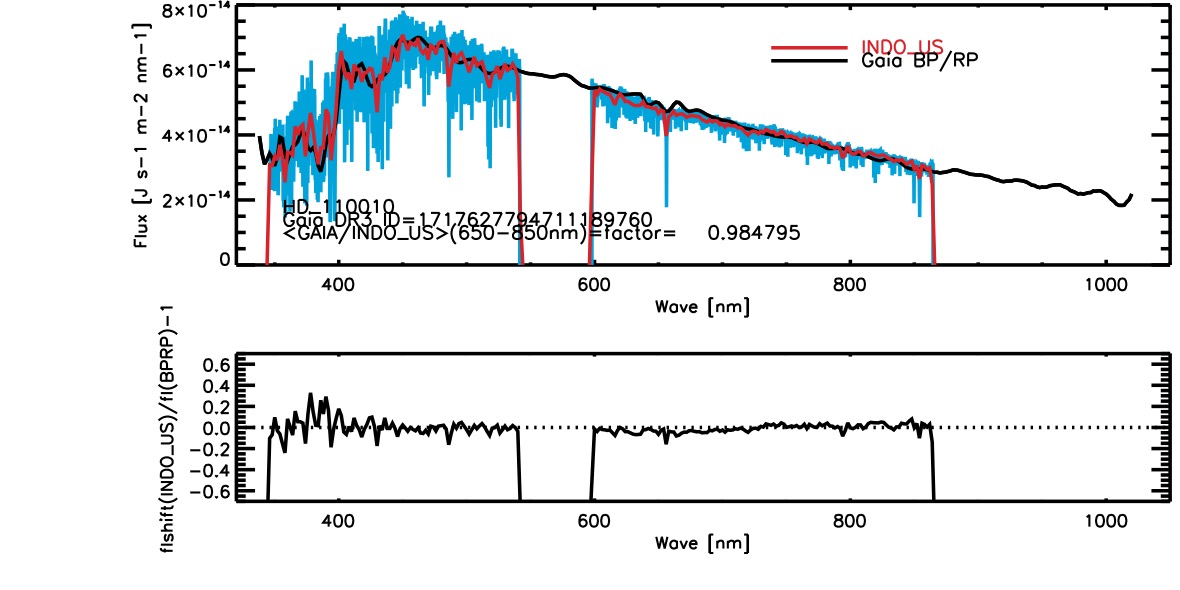 8×10−14
6×10−14
4×10−14
2×10−14
0
Flux [J s−1 m−2 nm−1]
INDO_US
Gaia BP/RP
HD_110010
Gaia DR3 ID=1717627794711189760
<GAIA/INDO_US>(650−850nm)=factor= 0.984795
400 600 800 1000
Wave [nm]
flshift(INDO_US)/fl(BPRP)−1
0.6
0.4
0.2
0.0
−0.2
−0.4
−0.6
400 600 800 1000
Wave [nm]